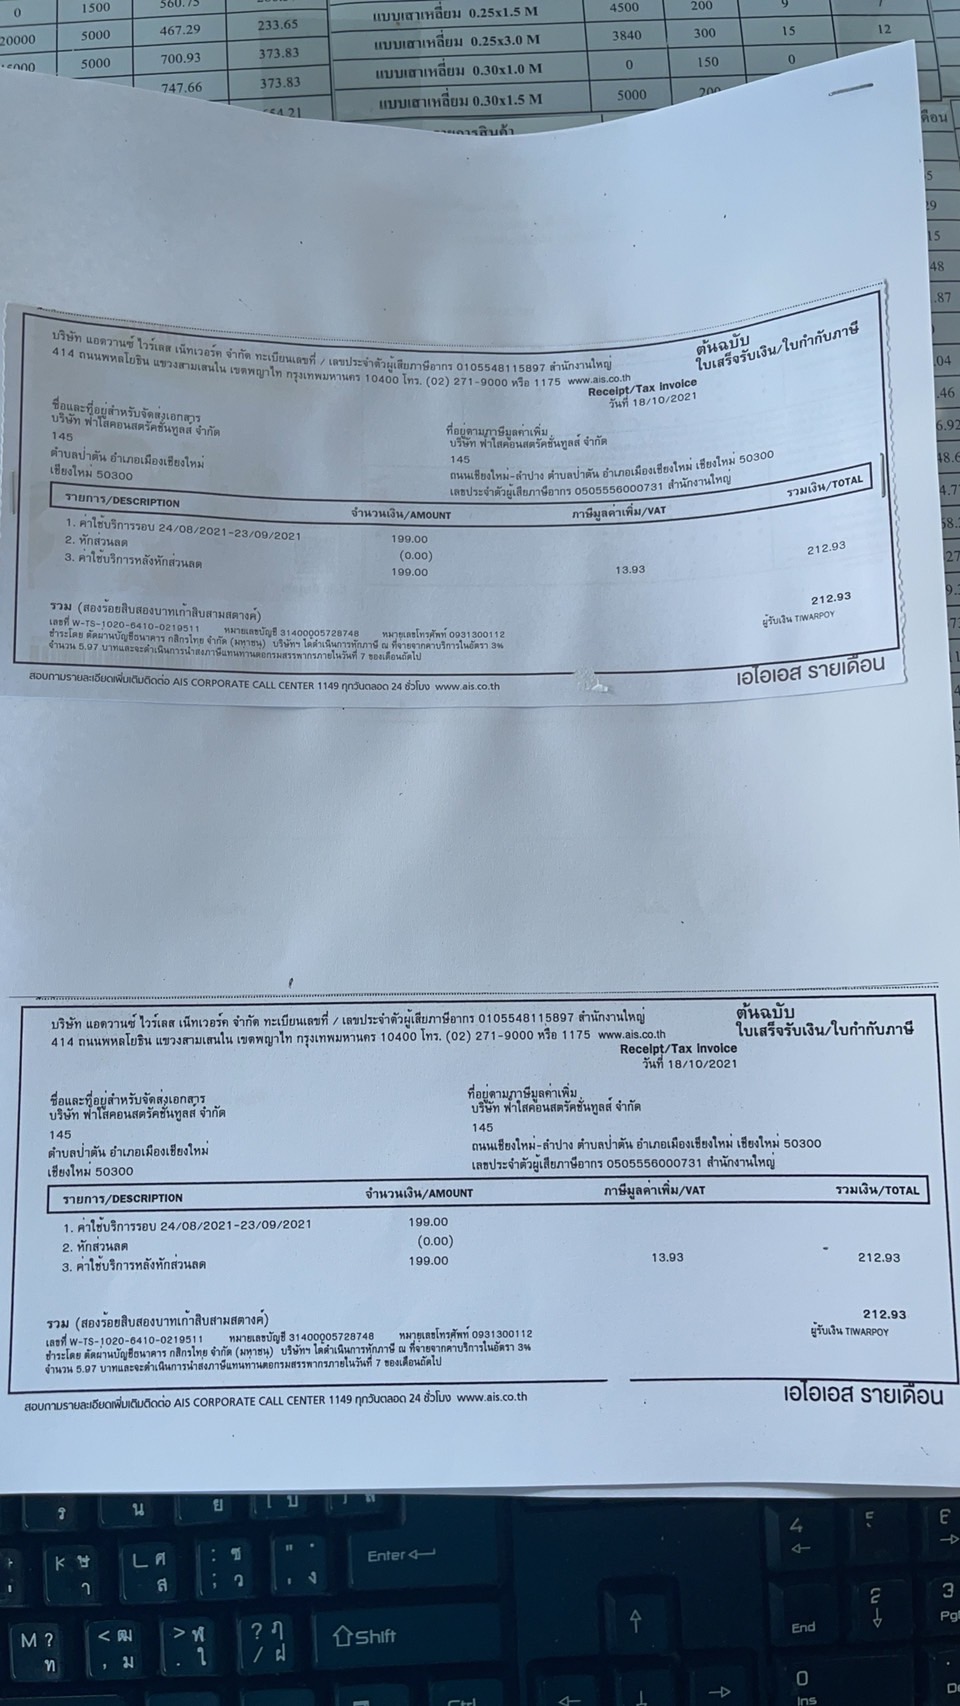 0 1500 560.75
20000 5000 467.29 233.65
5000 700.93 373.83
747.66 373.83
แบบเสาเหลี่ยม 0.25x1.5 M 4500 200 9
แบบเสาเหลี่ยม 0.25x3.0 M 3840 300 15 12
แบบเสาเหลี่ยม 0.30x1.0 M 0 150 0
แบบเสาเหลี่ยม 0.30x1.5 M 5000
บริษัท แอดวานซ์ ไวร์เลส เน็ทเวอร์ค จำกัด ทะเบียนเลขที่ / เลขประจำตัวผู้เสียภาษีอากร 0105548115897 สำนักงานใหญ่
414 ถนนพหลโยธิน แขวงสามเสนใน เขตพญาไท กรุงเทพมหานคร 10400 โทร. (02) 271-9000 หรือ 1175 www.ais.co.th
ต้นฉบับ
ใบเสร็จรับเงิน/ใบกำกับภาษี
Receipt/Tax Invoice
วันที่ 18/10/2021
ชื่อและที่อยู่สำหรับจัดส่งเอกสาร
บริษัท ฟ้าใสคอนสตรัคชั่นทูลส์ จำกัด
145
ตำบลป่าตัน อำเภอเมืองเชียงใหม่
เชียงใหม่ 50300
ที่อยู่ตามภาษีมูลค่าเพิ่ม
บริษัท ฟ้าใสคอนสตรัคชั่นทูลส์ จำกัด
145
ถนนเชียงใหม่-ลำปาง ตำบลป่าตัน อำเภอเมืองเชียงใหม่ เชียงใหม่ 50300
เลขประจำตัวผู้เสียภาษีอากร 0505556000731 สำนักงานใหญ่
รายการ/DESCRIPTION จำนวนเงิน/AMOUNT ภาษีมูลค่าเพิ่ม/VAT รวมเงิน/TOTAL
1. ค่าใช้บริการรอบ 24/08/2021-23/09/2021 199.00
2. หักส่วนลด (0.00)
3. ค่าใช้บริการหลังหักส่วนลด 199.00 13.93 212.93
รวม (สองร้อยสิบสองบาทเก้าสิบสามสตางค์) 212.93
เลขที่ W-TS-1020-6410-0219511 หมายเลขบัญชี 31400005728748 หมายเลขโทรศัพท์ 0931300112 ผู้รับเงิน TIWARPOY
ชำระโดย ตัดผ่านบัญชีธนาคาร กสิกรไทย จำกัด (มหาชน) บริษัทฯ ได้ดำเนินการหักภาษี ณ ที่จ่ายจากค่าบริการในอัตรา 3%
จำนวน 5.97 บาทและจะดำเนินการนำส่งภาษีแทนท่านต่อกรมสรรพากรภายในวันที่ 7 ของเดือนถัดไป
สอบถามรายละเอียดเพิ่มเติมติดต่อ AIS CORPORATE CALL CENTER 1149 ทุกวันตลอด 24 ชั่วโมง www.ais.co.th
เอไอเอส รายเดือน
บริษัท แอดวานซ์ ไวร์เลส เน็ทเวอร์ค จำกัด ทะเบียนเลขที่ / เลขประจำตัวผู้เสียภาษีอากร 0105548115897 สำนักงานใหญ่
414 ถนนพหลโยธิน แขวงสามเสนใน เขตพญาไท กรุงเทพมหานคร 10400 โทร. (02) 271-9000 หรือ 1175 www.ais.co.th
ต้นฉบับ
ใบเสร็จรับเงิน/ใบกำกับภาษี
Receipt/Tax Invoice
วันที่ 18/10/2021
ชื่อและที่อยู่สำหรับจัดส่งเอกสาร
บริษัท ฟ้าใสคอนสตรัคชั่นทูลส์ จำกัด
145
ตำบลป่าตัน อำเภอเมืองเชียงใหม่
เชียงใหม่ 50300
ที่อยู่ตามภาษีมูลค่าเพิ่ม
บริษัท ฟ้าใสคอนสตรัคชั่นทูลส์ จำกัด
145
ถนนเชียงใหม่-ลำปาง ตำบลป่าตัน อำเภอเมืองเชียงใหม่ เชียงใหม่ 50300
เลขประจำตัวผู้เสียภาษีอากร 0505556000731 สำนักงานใหญ่
รายการ/DESCRIPTION จำนวนเงิน/AMOUNT ภาษีมูลค่าเพิ่ม/VAT รวมเงิน/TOTAL
1. ค่าใช้บริการรอบ 24/08/2021-23/09/2021 199.00
2. หักส่วนลด (0.00)
3. ค่าใช้บริการหลังหักส่วนลด 199.00 13.93 212.93
รวม (สองร้อยสิบสองบาทเก้าสิบสามสตางค์) 212.93
เลขที่ W-TS-1020-6410-0219511 หมายเลขบัญชี 31400005728748 หมายเลขโทรศัพท์ 0931300112 ผู้รับเงิน TIWARPOY
ชำระโดย ตัดผ่านบัญชีธนาคาร กสิกรไทย จำกัด (มหาชน) บริษัทฯ ได้ดำเนินการหักภาษี ณ ที่จ่ายจากค่าบริการในอัตรา 3%
จำนวน 5.97 บาทและจะดำเนินการนำส่งภาษีแทนท่านต่อกรมสรรพากรภายในวันที่ 7 ของเดือนถัดไป
สอบถามรายละเอียดเพิ่มเติมติดต่อ AIS CORPORATE CALL CENTER 1149 ทุกวันตลอด 24 ชั่วโมง www.ais.co.th
เอไอเอส รายเดือน
Enter
K ษ า
L ศ ส
: ซ ; ว
" . ' ง
M ? ท
< ฒ , ม
> ฬ . ใ
? ฦ / ฝ
Shift
4
End
2
3
0
Ins